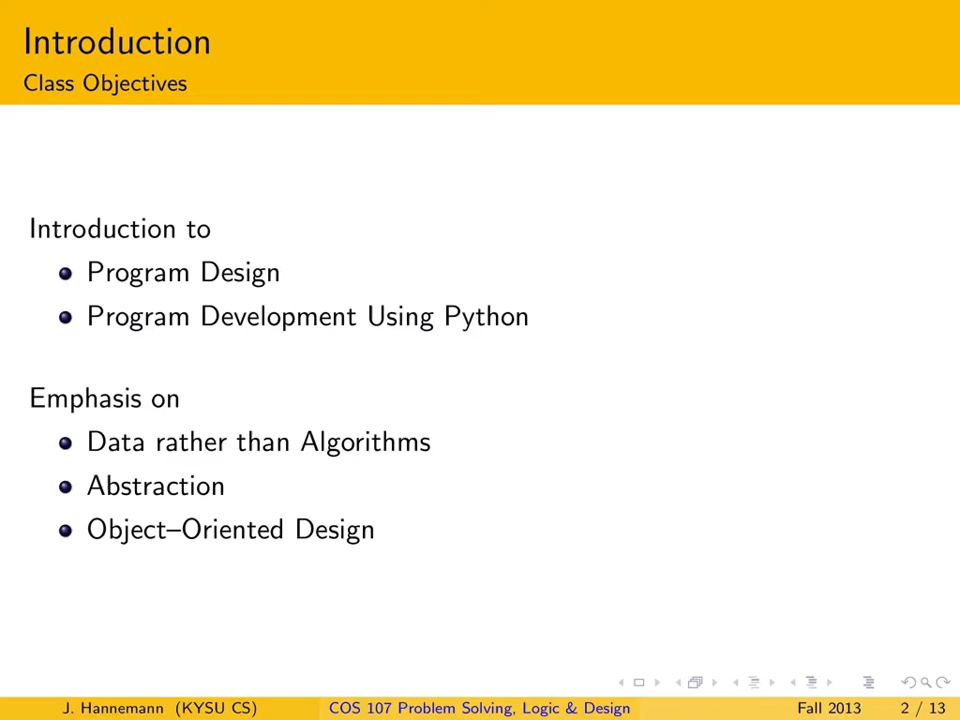 Introduction
Class Objectives
Introduction to
Program Design
Program Development Using Python
Emphasis on
Data rather than Algorithms
Abstraction
Object–Oriented Design
J. Hannemann (KYSU CS) COS 107 Problem Solving, Logic & Design Fall 2013 2 / 13